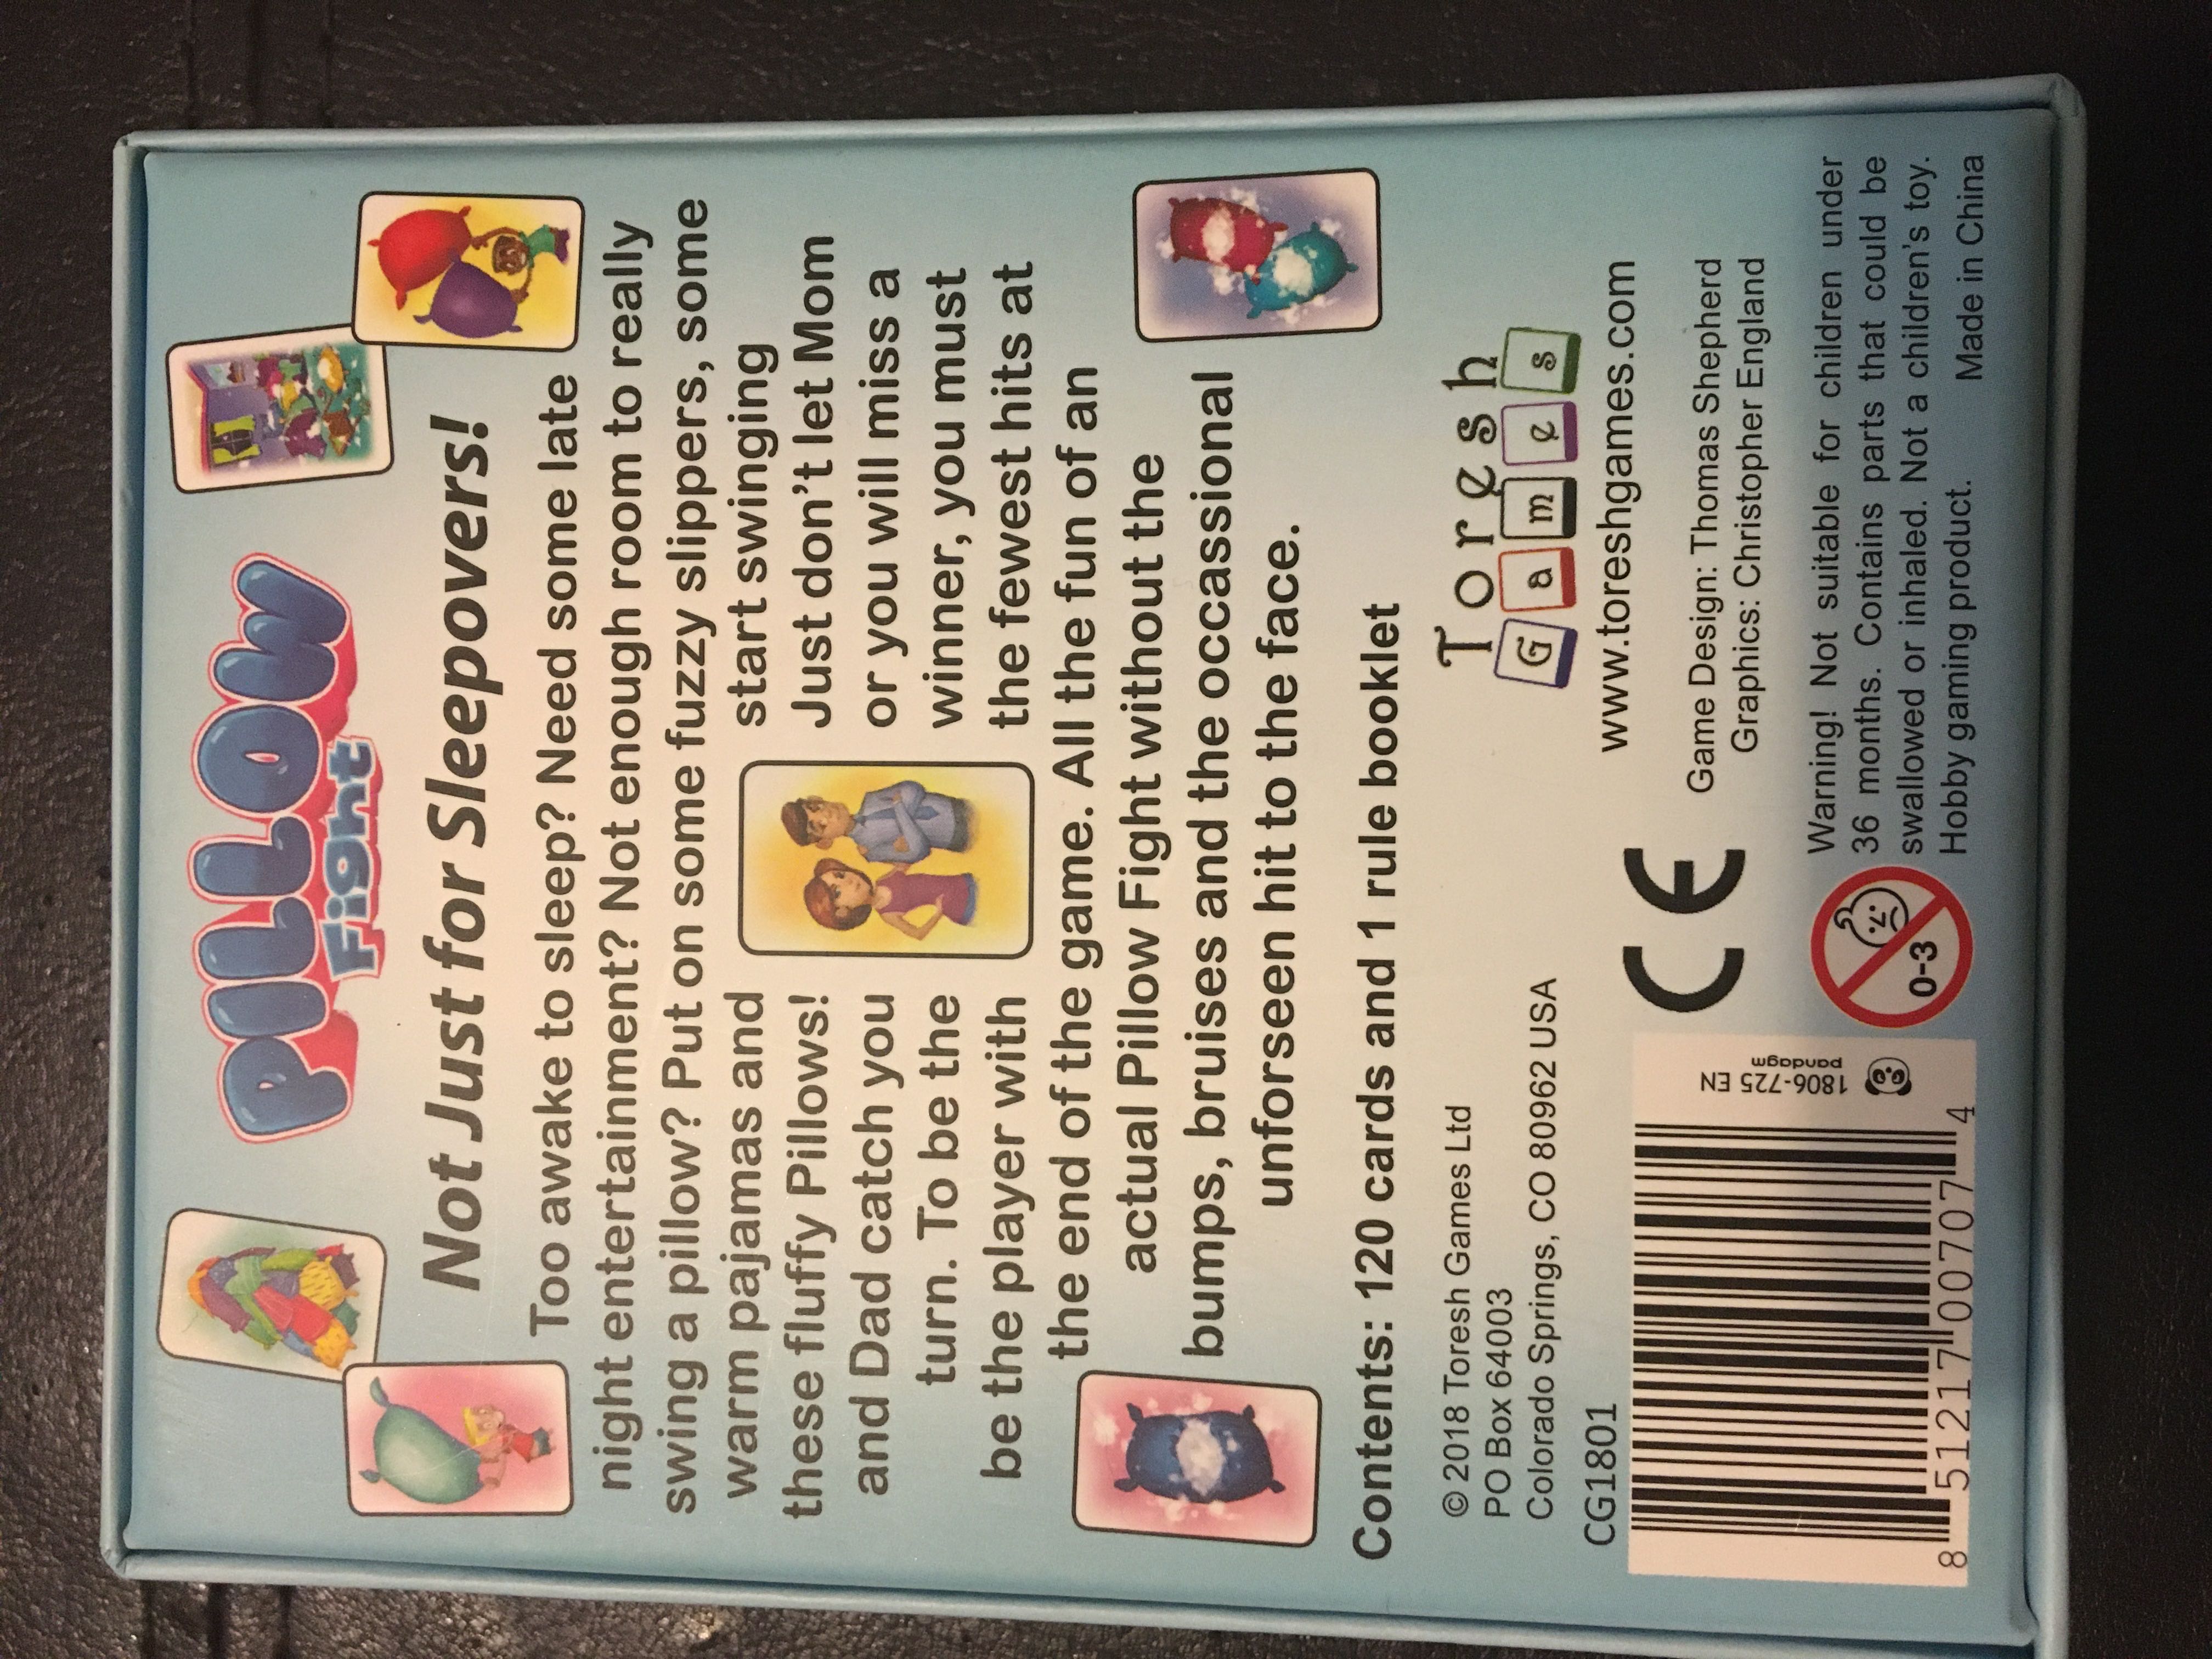 PILLOW
Fight
Not Just for Sleepovers!
Too awake to sleep? Need some late
night entertainment? Not enough room to really
swing a pillow? Put on some fuzzy slippers, some
warm pajamas and start swinging
these fluffy Pillows! Just don't let Mom
and Dad catch you or you will miss a
turn. To be the winner, you must
be the player with the fewest hits at
the end of the game. All the fun of an
actual Pillow Fight without the
bumps, bruises and the occassional
unforseen hit to the face.
Contents: 120 cards and 1 rule booklet
© 2018 Toresh Games Ltd
PO Box 64003
Colorado Springs, CO 80962 USA
CG1801
Toresh
Games
www.toreshgames.com
Game Design: Thomas Shepherd
Graphics: Christopher England
8 51217 00707 4
1806-725 EN
pandagm
CE
0-3
Warning! Not suitable for children under
36 months. Contains parts that could be
swallowed or inhaled. Not a children's toy.
Hobby gaming product. Made in China